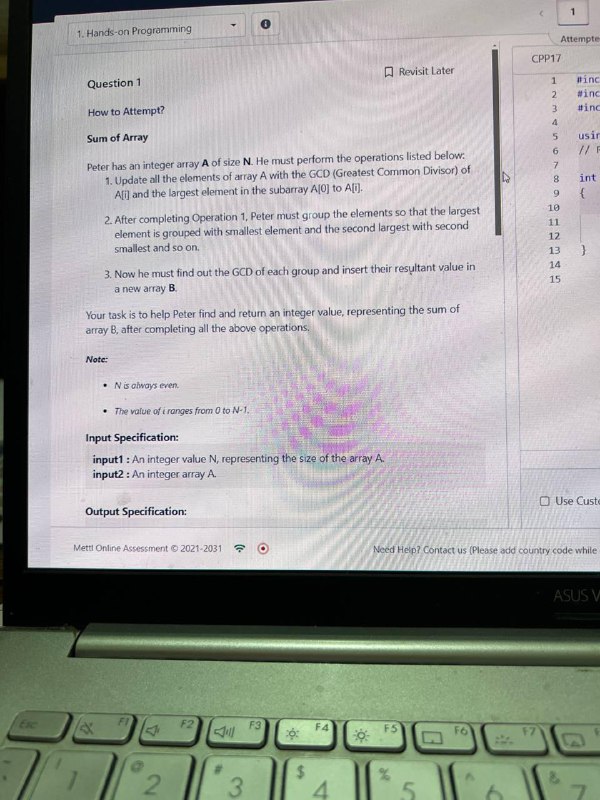 1. Hands-on Programming
1
Attempte
Question 1
Revisit Later
CPP17
How to Attempt?
Sum of Array
Peter has an integer array A of size N. He must perform the operations listed below:
1. Update all the elements of array A with the GCD (Greatest Common Divisor) of
A[i] and the largest element in the subarray A[0] to A[i].
2. After completing Operation 1, Peter must group the elements so that the largest
element is grouped with smallest element and the second largest with second
smallest and so on.
3. Now he must find out the GCD of each group and insert their resultant value in
a new array B.
Your task is to help Peter find and return an integer value, representing the sum of
array B, after completing all the above operations.
Note:
• N is always even.
• The value of i ranges from 0 to N-1.
Input Specification:
input1 : An integer value N, representing the size of the array A.
input2 : An integer array A.
Output Specification:
1 #inc
2 #inc
3 #inc
4
5 usin
6 //
7
8 int
9 {
10
11
12
13 }
14
15
Use Custo
Mettl Online Assessment © 2021-2031
Need Help? Contact us (Please add country code while
ASUS V
Esc
F1
F2
F3
F4
F5
F6
F7
F
!
1
@
2
#
3
$
4
%
5
^
6
&
7